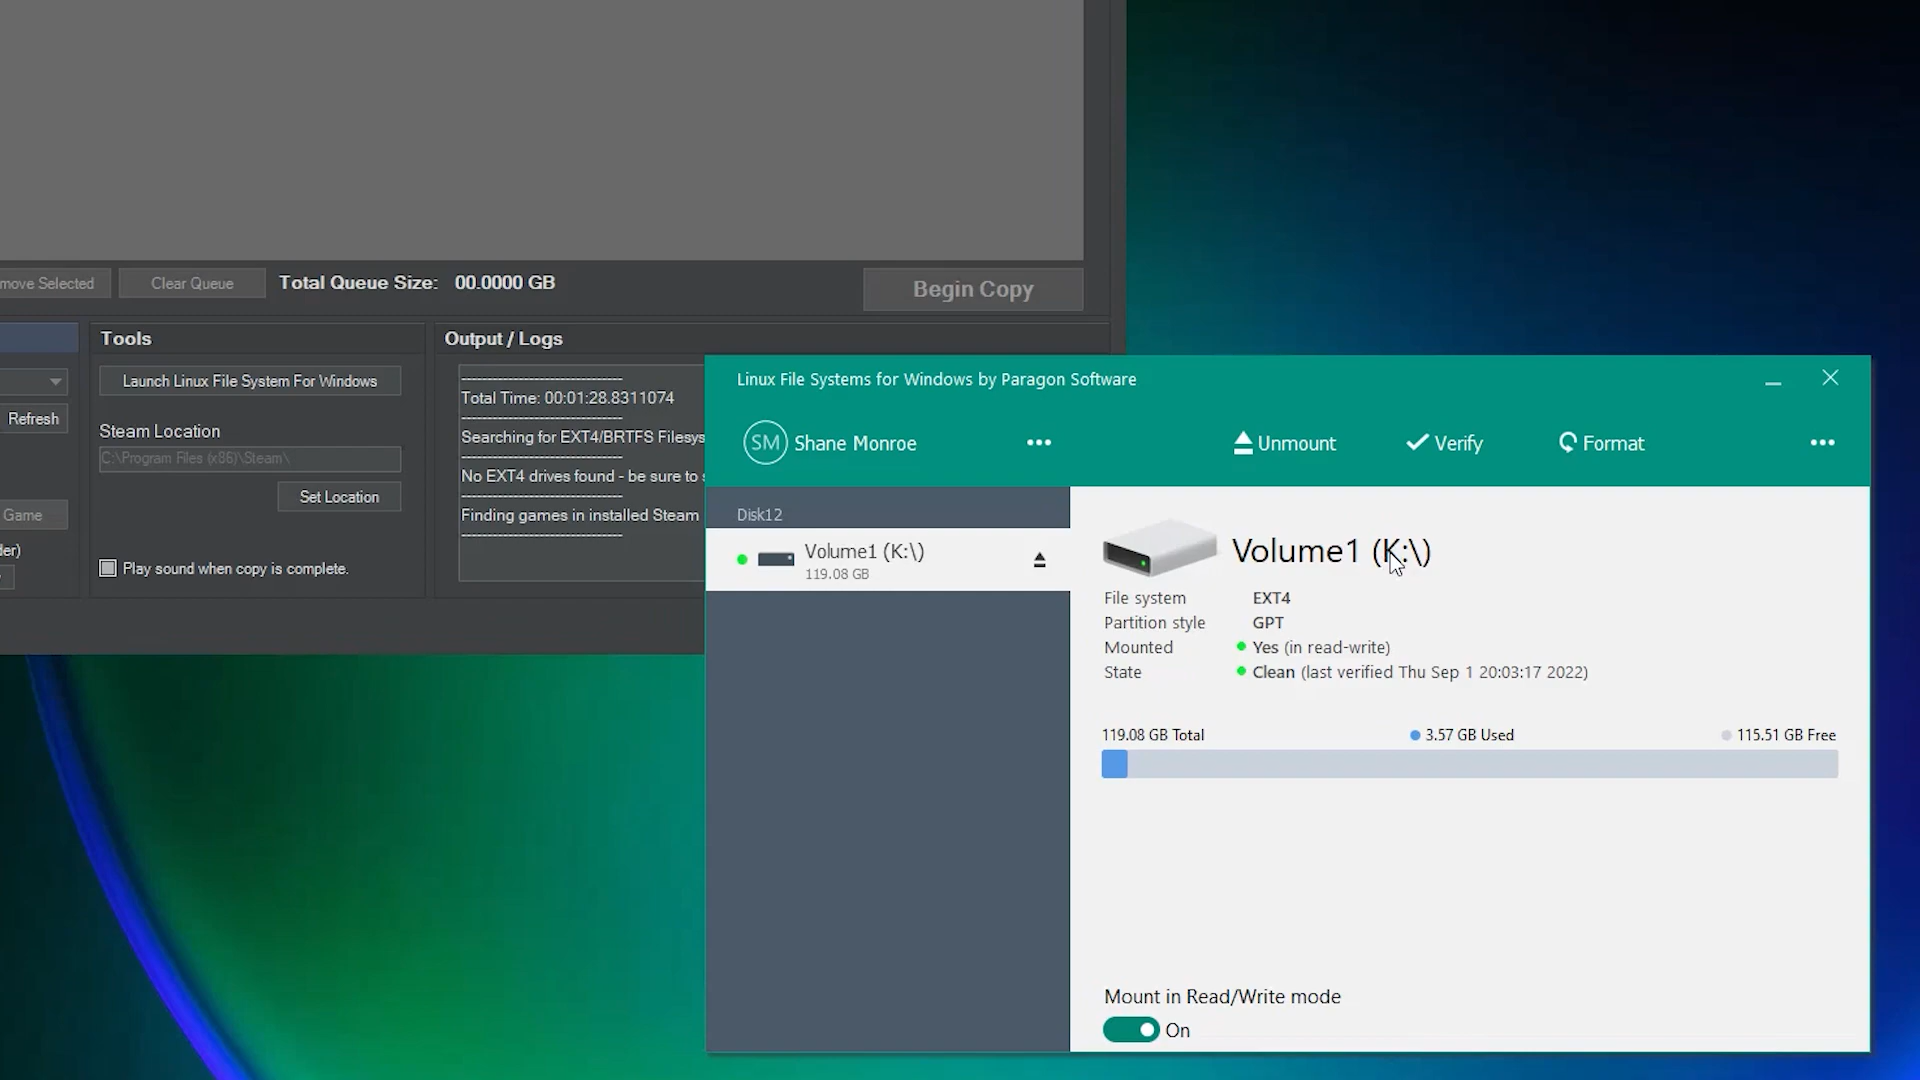 move Selected
Clear Queue
Total Queue Size: 00.0000 GB
Begin Copy
Tools
Launch Linux File System For Windows
Refresh
Steam Location
C:\Program Files (x86)\Steam\
Set Location
Game
der)
Play sound when copy is complete.
Output / Logs
Total Time: 00:01:28.8311074
Searching for EXT4/BRTFS Filesys
No EXT4 drives found - be sure to
Finding games in installed Steam
Linux File Systems for Windows by Paragon Software
SM Shane Monroe
Unmount
Verify
Format
Disk12
Volume1 (K:\)
119.08 GB
Volume1 (K:\)
File system EXT4
Partition style GPT
Mounted Yes (in read-write)
State Clean (last verified Thu Sep 1 20:03:17 2022)
119.08 GB Total 3.57 GB Used 115.51 GB Free
Mount in Read/Write mode
On